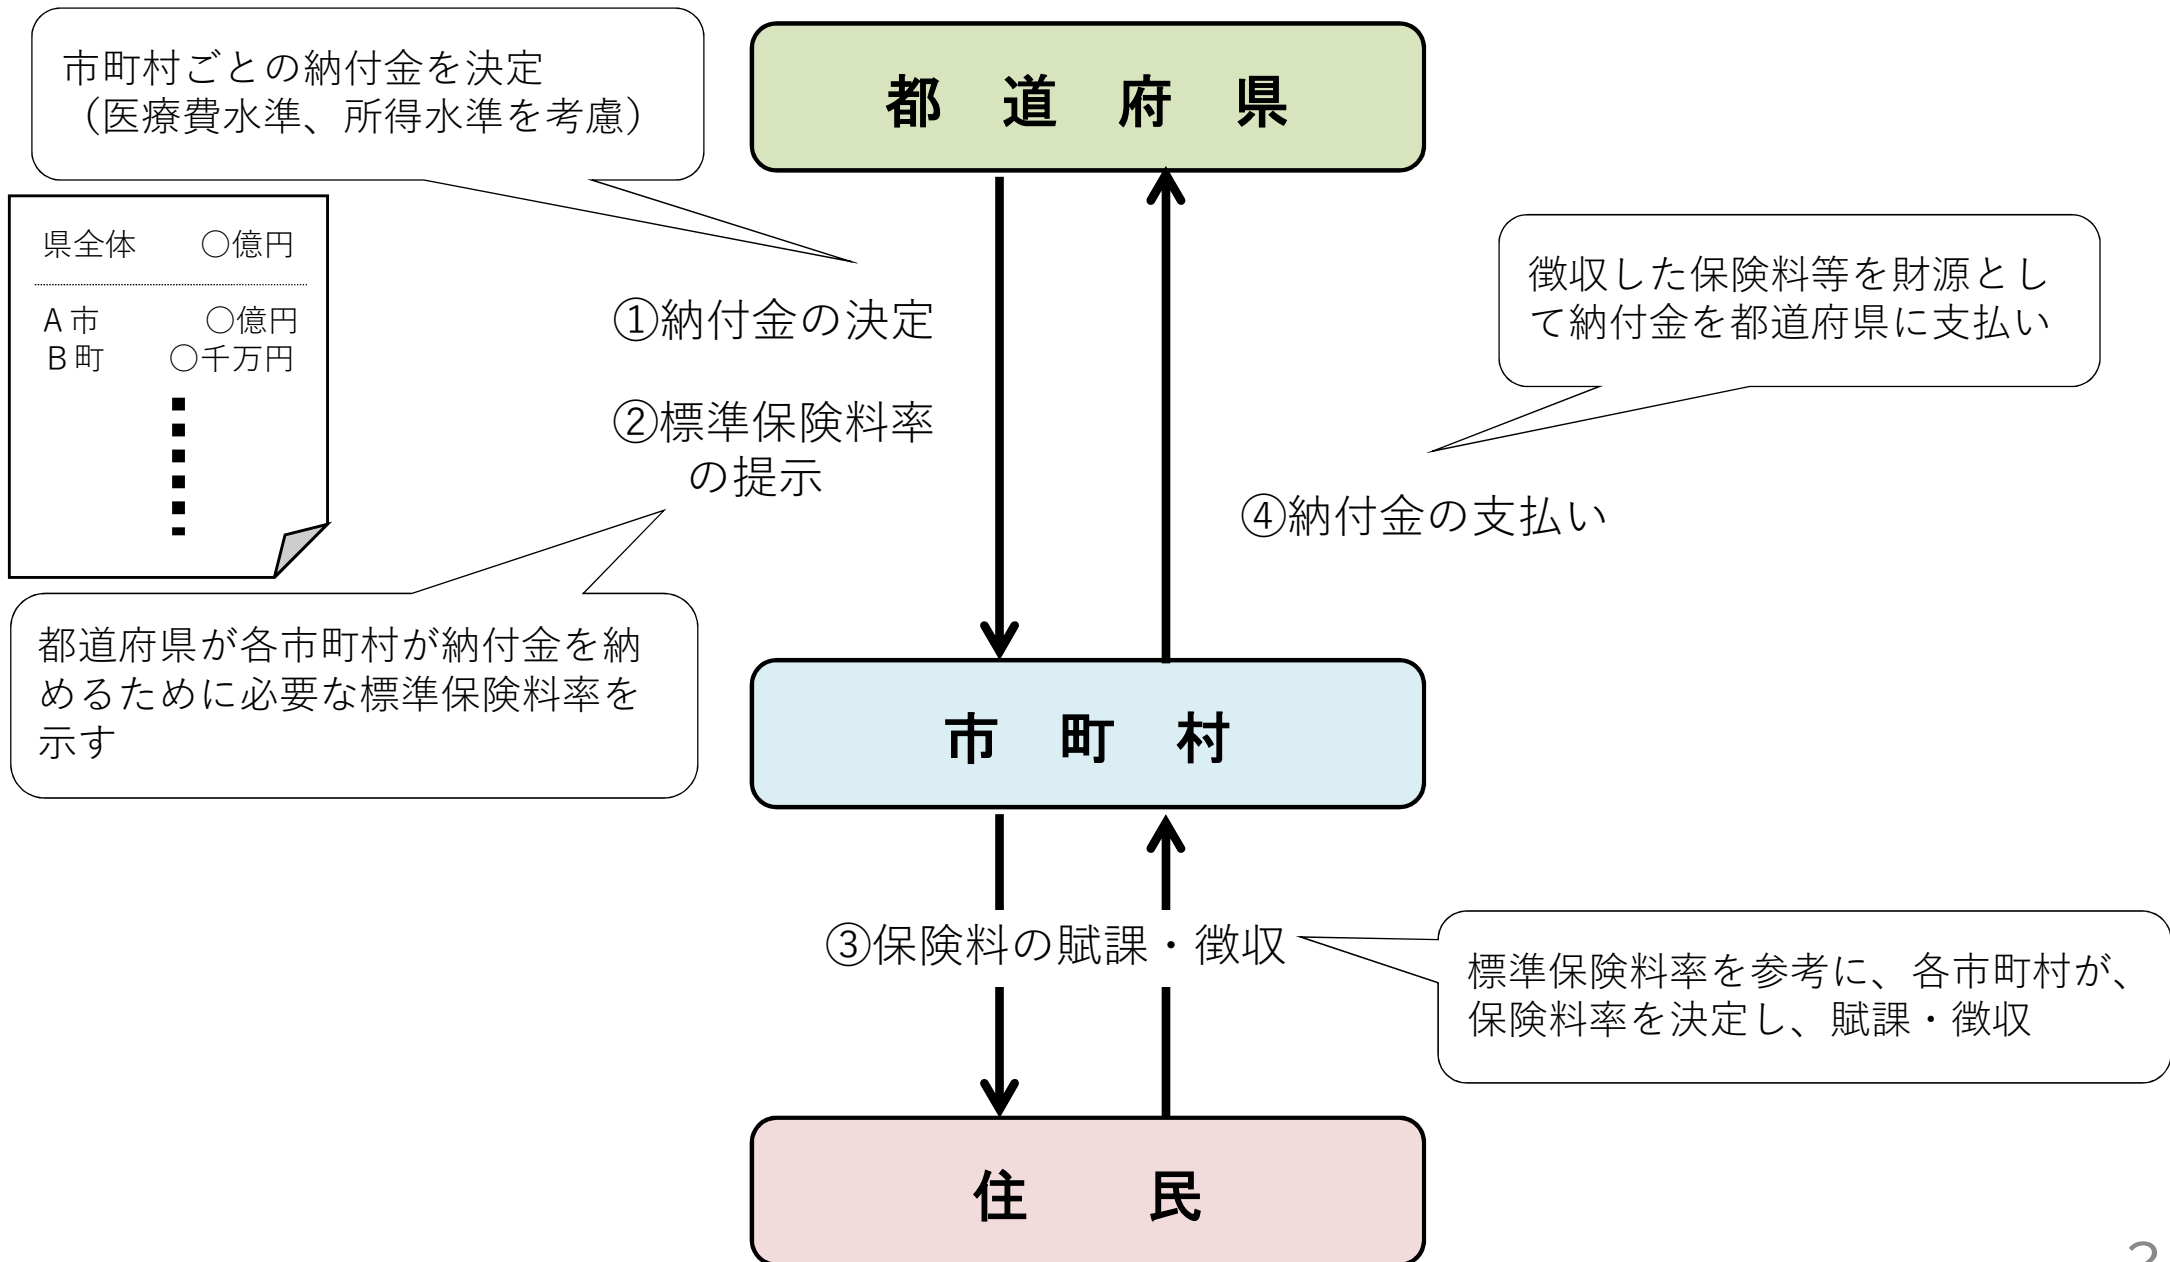 市町村ごとの納付金を決定
（医療費水準、所得水準を考慮）
都　道　府　県
県全体　　○億円
A市　　　○億円
B町　　○千万円
徴収した保険料等を財源とし
て納付金を都道府県に支払い
①納付金の決定
②標準保険料率
の提示
④納付金の支払い
都道府県が各市町村が納付金を納
めるために必要な標準保険料率を
示す
市　町　村
③保険料の賦課・徴収
標準保険料率を参考に、各市町村が、
保険料率を決定し、賦課・徴収
住　　民